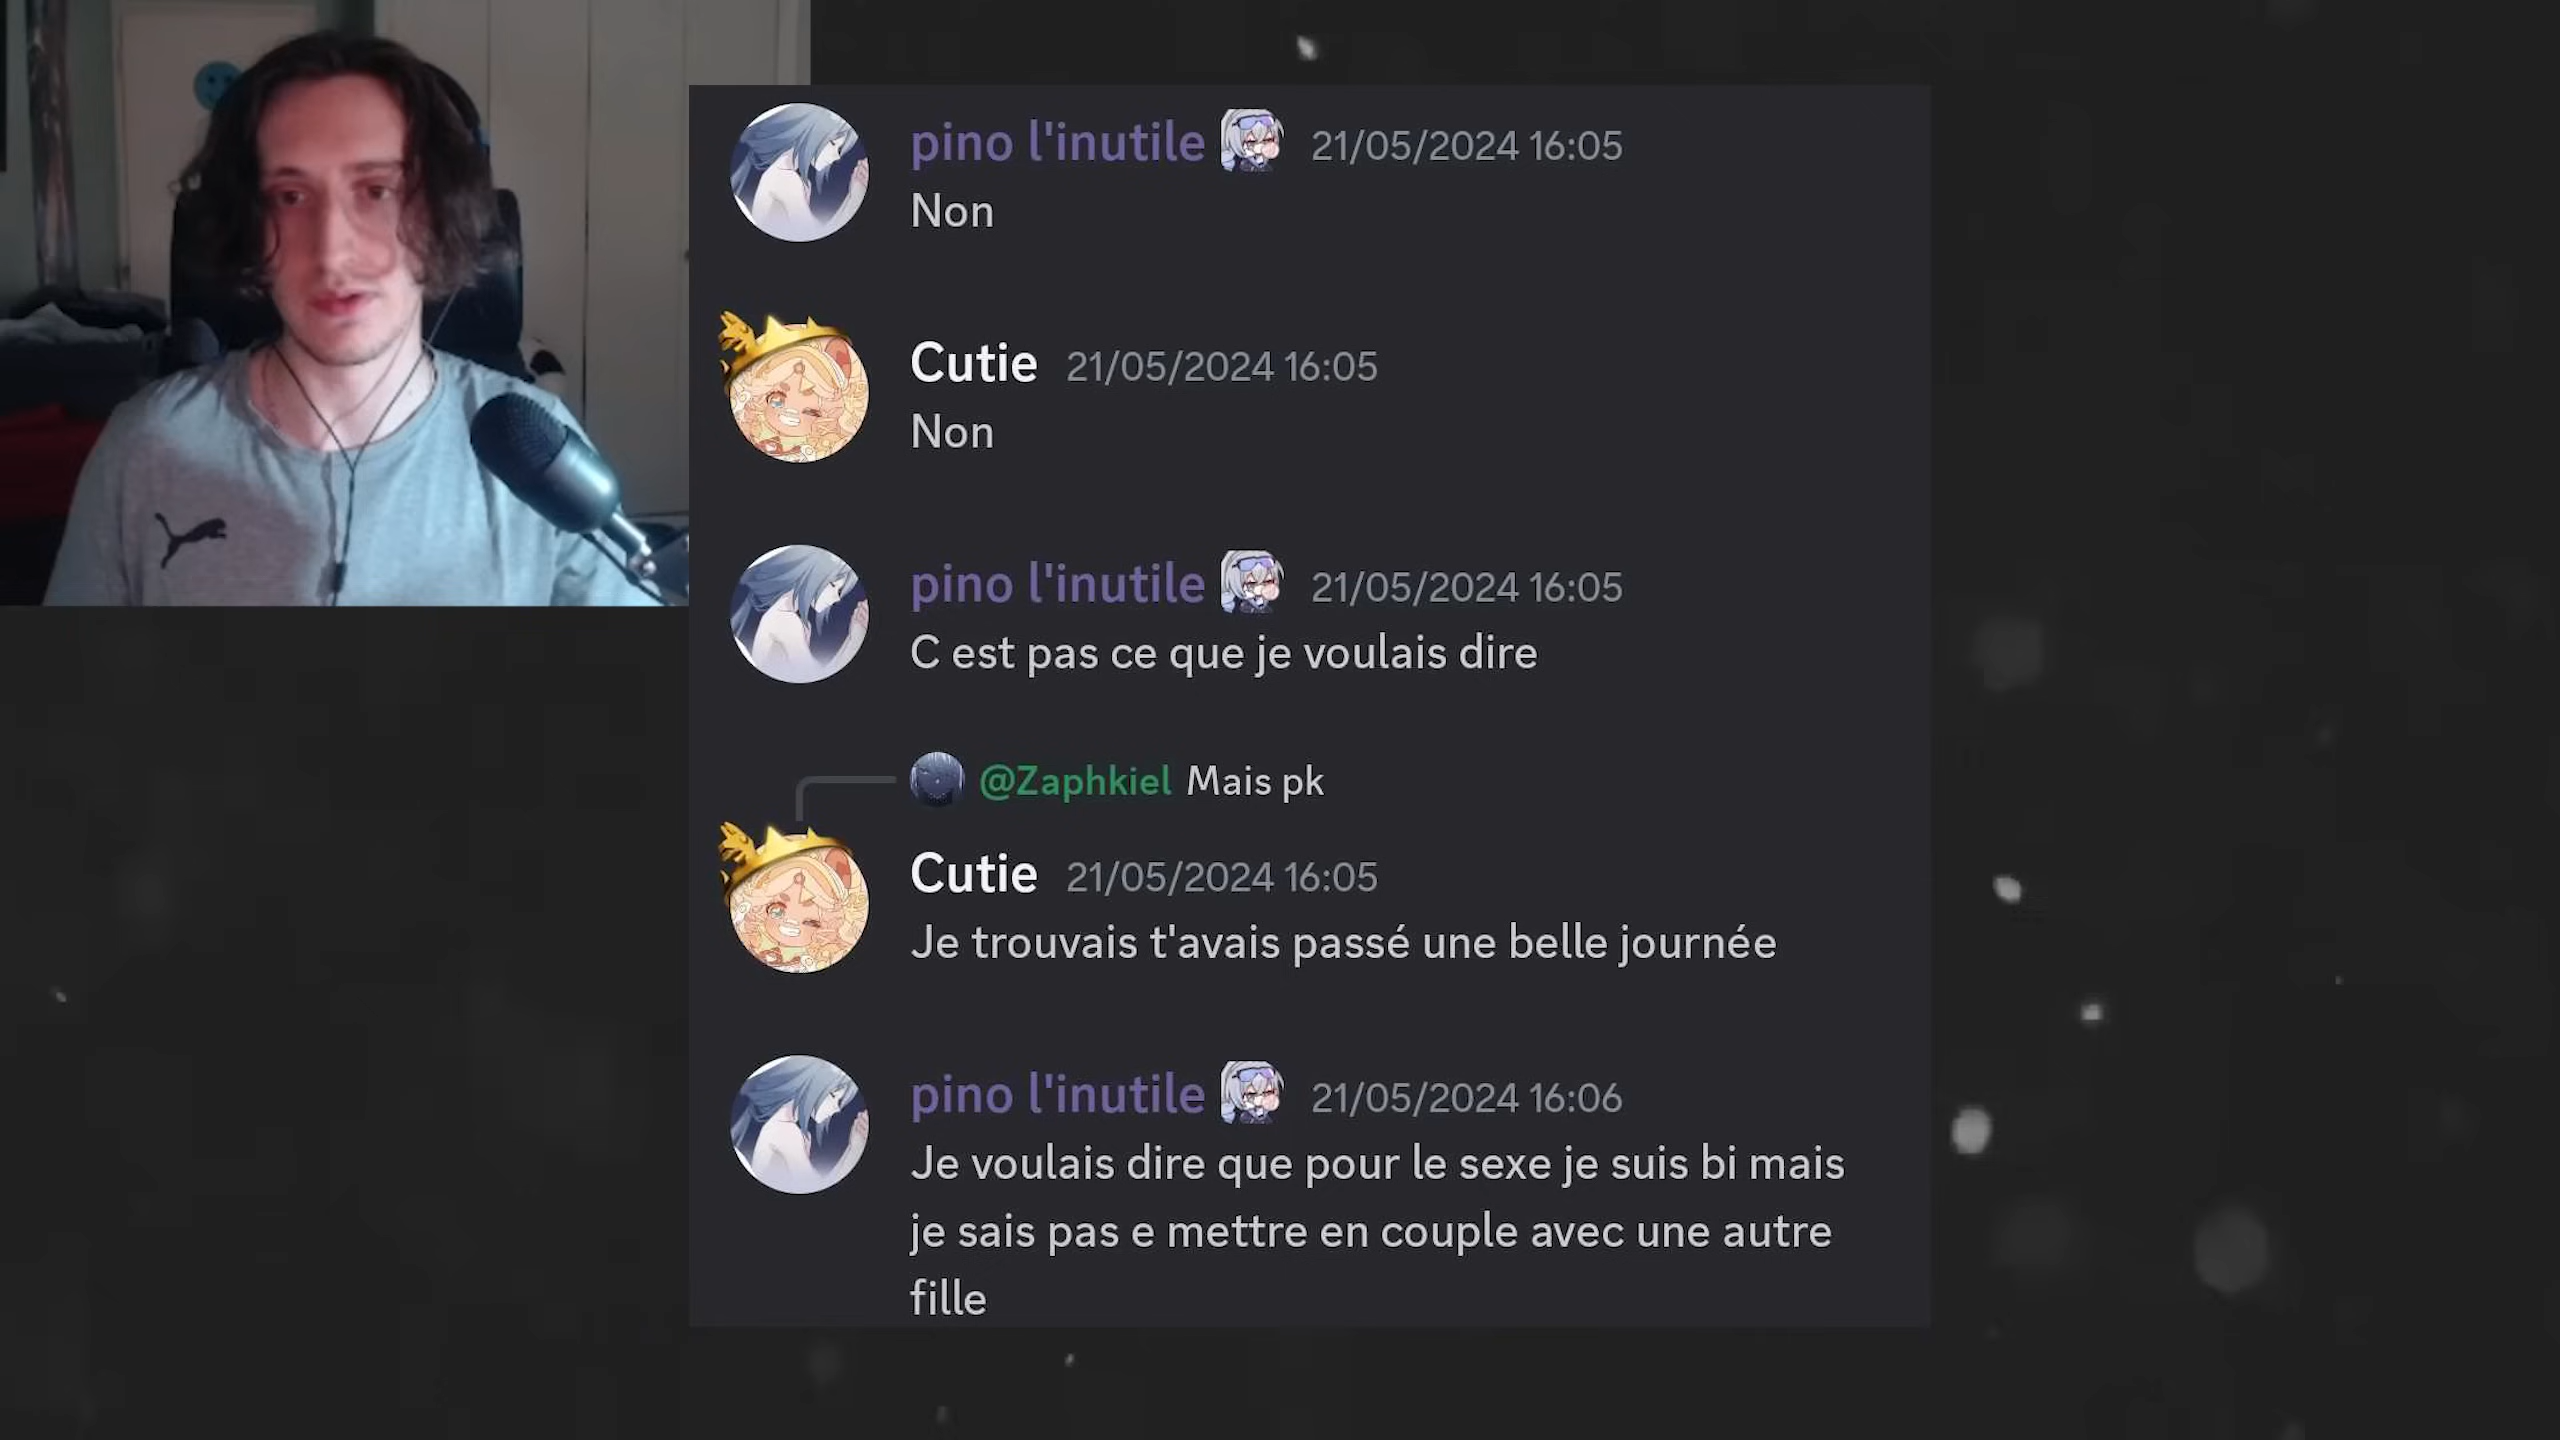 pino l'inutile 21/05/2024 16:05
Non
Cutie 21/05/2024 16:05
Non
pino l'inutile 21/05/2024 16:05
C est pas ce que je voulais dire
@Zaphkiel Mais pk
Cutie 21/05/2024 16:05
Je trouvais t'avais passé une belle journée
pino l'inutile 21/05/2024 16:06
Je voulais dire que pour le sexe je suis bi mais
je sais pas e mettre en couple avec une autre
fille